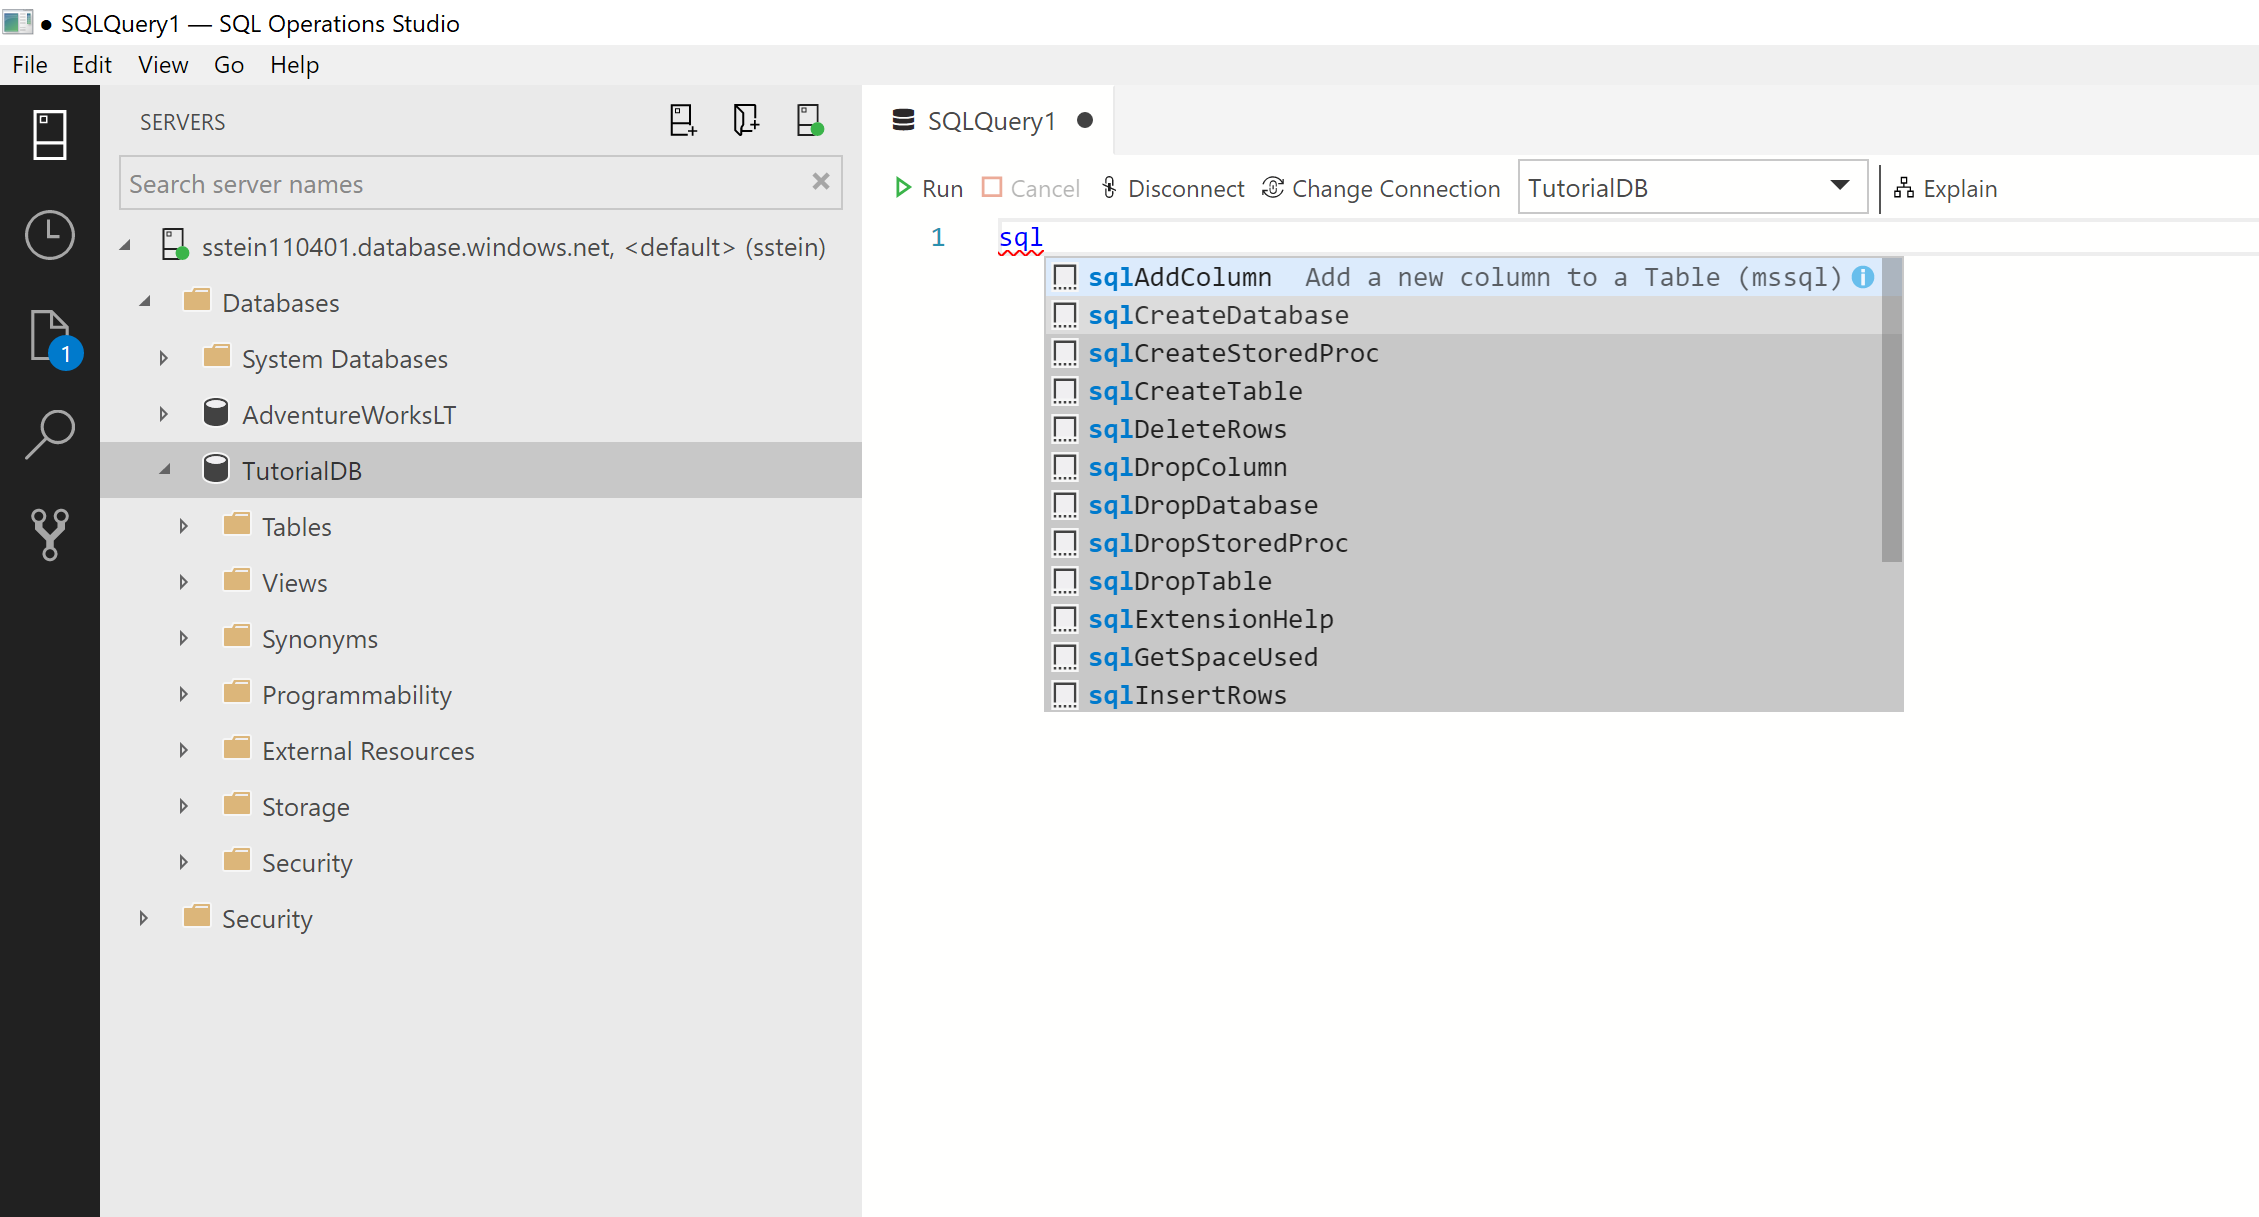 ● SQLQuery1 — SQL Operations Studio
File Edit View Go Help
SERVERS
Search server names
sstein110401.database.windows.net, <default> (sstein)
Databases
System Databases
AdventureWorksLT
TutorialDB
Tables
Views
Synonyms
Programmability
External Resources
Storage
Security
Security
1
SQLQuery1 ●
Run Cancel Disconnect Change Connection TutorialDB Explain
1 sql
sqlAddColumn Add a new column to a Table (mssql)
sqlCreateDatabase
sqlCreateStoredProc
sqlCreateTable
sqlDeleteRows
sqlDropColumn
sqlDropDatabase
sqlDropStoredProc
sqlDropTable
sqlExtensionHelp
sqlGetSpaceUsed
sqlInsertRows